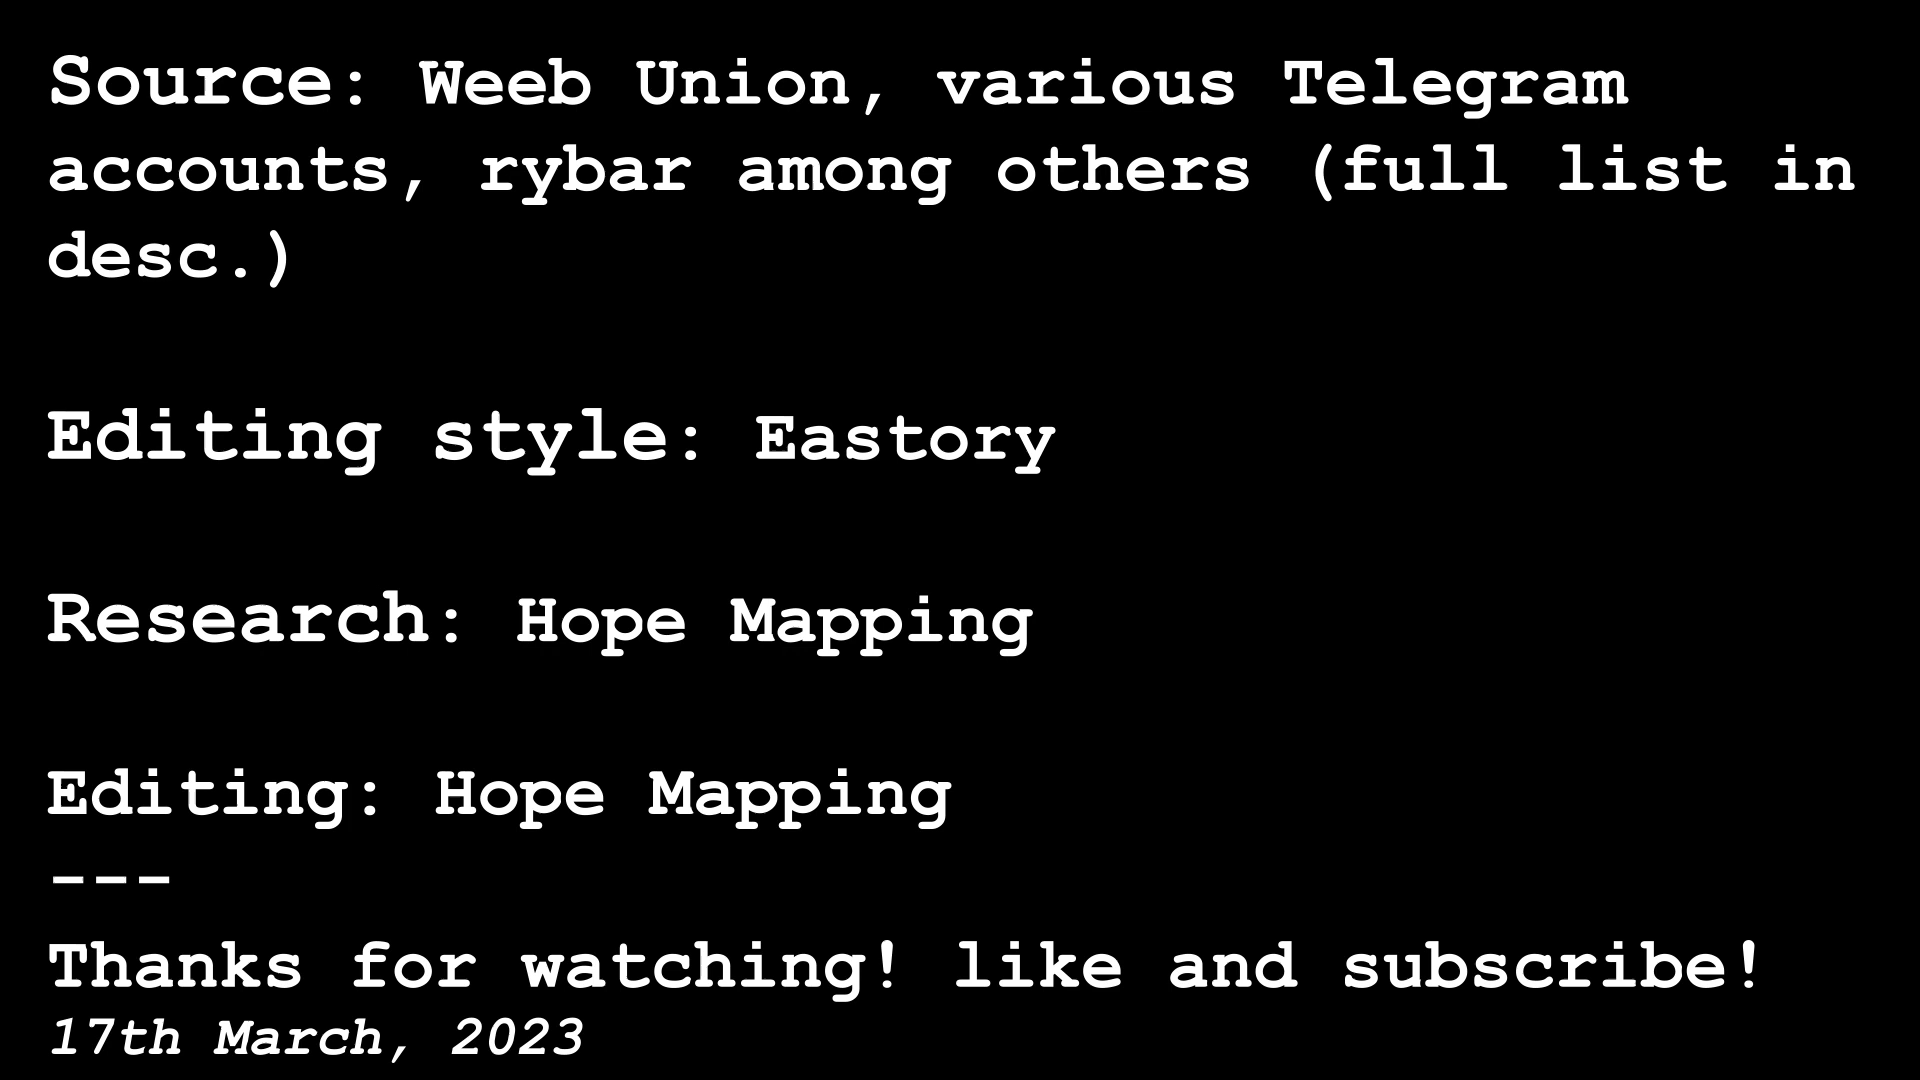 Source: Weeb Union, various Telegram
accounts, rybar among others (full list in
desc.)
Editing style: Eastory
Research: Hope Mapping
Editing: Hope Mapping
---
Thanks for watching! like and subscribe!
17th March, 2023